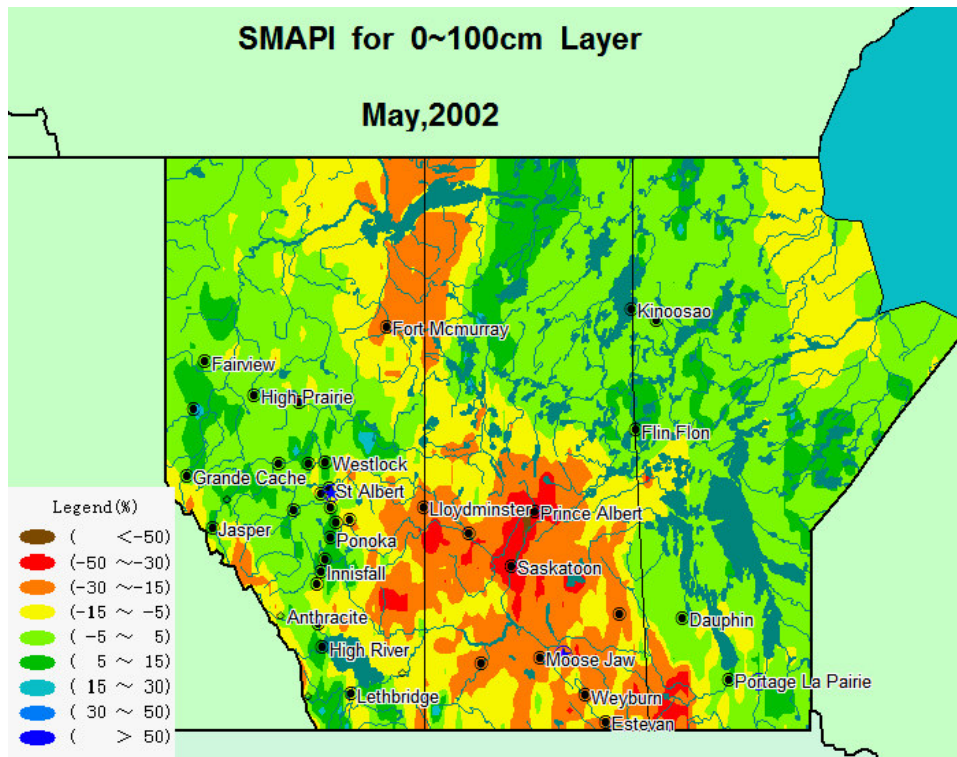 SMAPI for 0~100cm Layer
May,2002
Kinoosao
Fort Mcmurray
Fairview
High Prairie
Flin Flon
Westlock
Grande Cache
St Albert
Lloydminster
Prince Albert
Jasper
Ponoka
Innisfall
Saskatoon
Anthracite
Dauphin
High River
Moose Jaw
Portage La Pairie
Lethbridge
Weyburn
Estevan
Legend(%)
( <-50)
(-50 ~ -30)
(-30 ~ -15)
(-15 ~ -5)
( -5 ~ 5)
( 5 ~ 15)
( 15 ~ 30)
( 30 ~ 50)
( > 50)